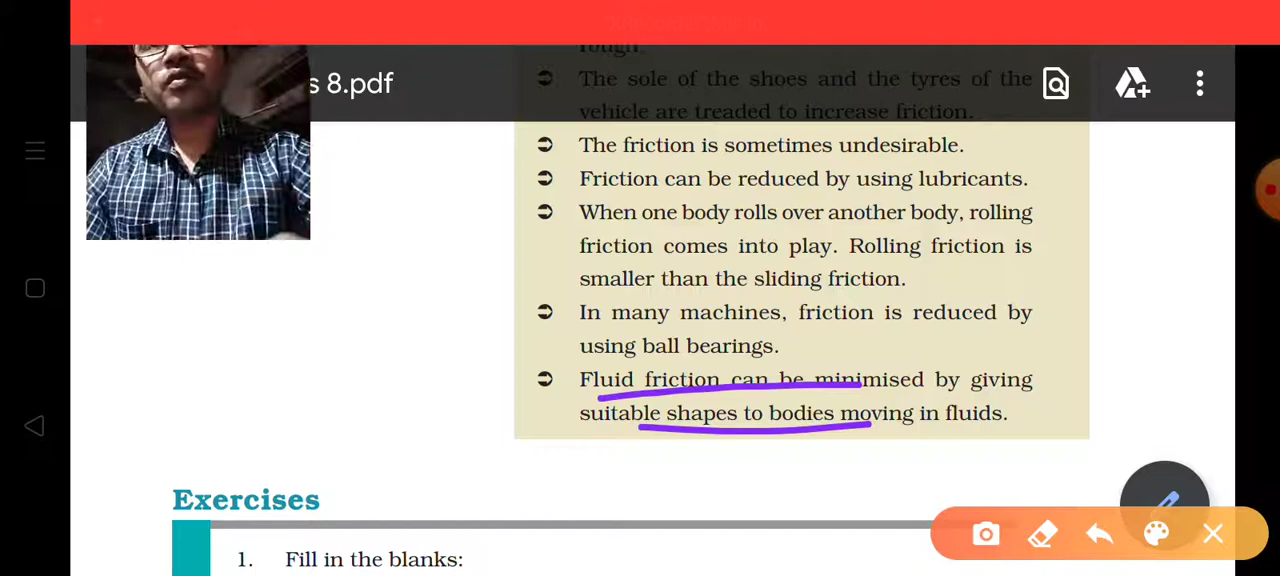 rough.
s 8.pdf
The sole of the shoes and the tyres of the
vehicle are treaded to increase friction.
The friction is sometimes undesirable.
Friction can be reduced by using lubricants.
When one body rolls over another body, rolling
friction comes into play. Rolling friction is
smaller than the sliding friction.
In many machines, friction is reduced by
using ball bearings.
Fluid friction can be minimised by giving
suitable shapes to bodies moving in fluids.
Exercises
1. Fill in the blanks: